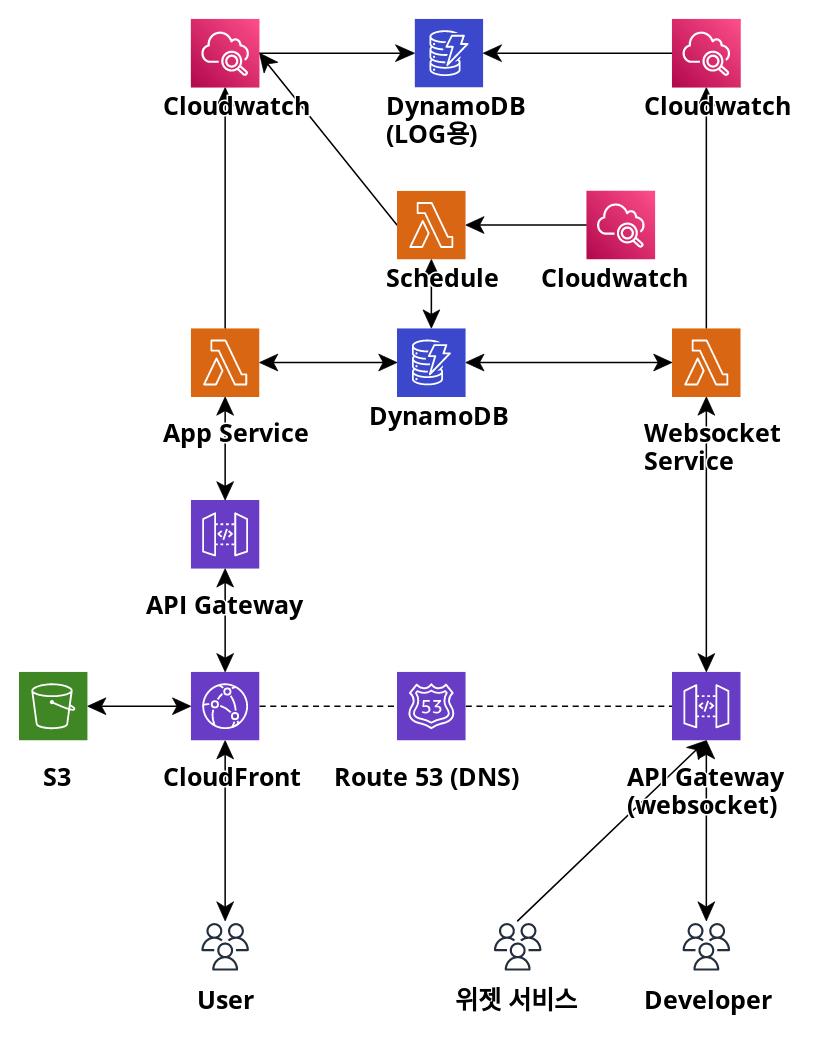 Cloudwatch
DynamoDB
(LOG용)
Cloudwatch
Schedule
Cloudwatch
App Service
DynamoDB
Websocket
Service
API Gateway
53
S3
CloudFront
Route 53 (DNS)
API Gateway
(websocket)
User
위젯 서비스
Developer